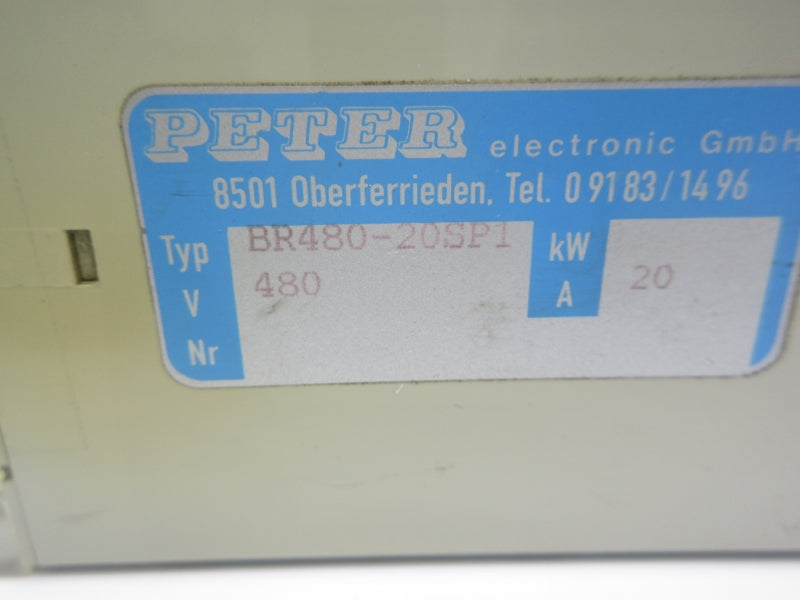 PETER electronic GmbH
8501 Oberferrieden, Tel. 0 91 83 / 14 96
Typ BR480-20SP1 kW
V 480 A 20
Nr